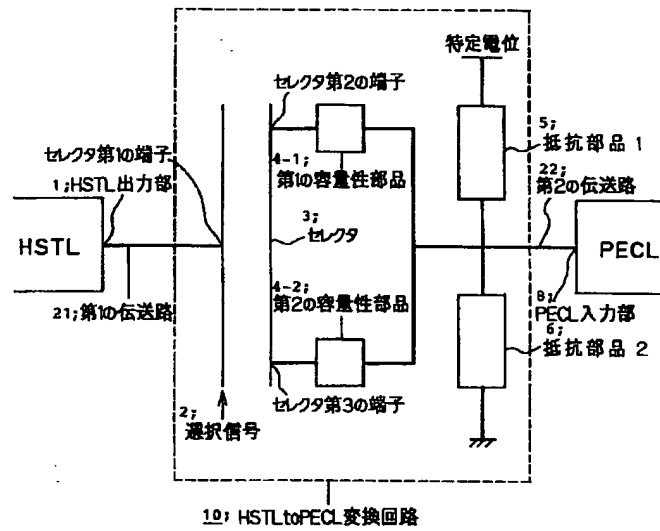 特定電位
セレクタ第2の端子
5;
抵抗部品 1
セレクタ第1の端子
4-1;
第1の容量性部品
22;
第2の伝送路
1;HSTL出力部
3;
セレクタ
HSTL
PECL
4-2;
第2の容量性部品
21;第1の伝送路
8;
PECL入力部
6;
抵抗部品 2
セレクタ第3の端子
2;
選択信号
10; HSTLtoPECL変換回路